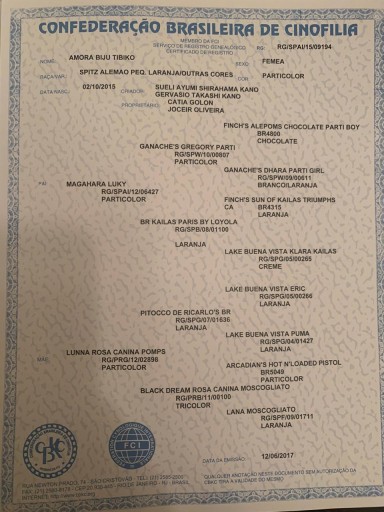 CONFEDERAÇÃO BRASILEIRA DE CINOFILIA
MEMBRO DA FCI
SERVIÇO DE REGISTRO GENEALÓGICO
CERTIFICADO DE REGISTRO
RG: RG/SPAI/15/09194
NOME: AMORA BIJU TIBIKO SEXO: FEMEA
RAÇA/VAR: SPITZ ALEMAO PEQ. LARANJA/OUTRAS CORES COR: PARTICOLOR
DATA NASC: 02/10/2015 CRIADOR: SUELI AYUMI SHIRAHAMA KANO
GERVASIO TAKASHI KANO
PROPRIETÁRIO: CATIA GOLON
JOCEIR OLIVEIRA
FINCH'S ALEPOMS CHOCOLATE PARTI BOY
BR4800
CHOCOLATE
GANACHE'S GREGORY PARTI
RG/SPW/10/00807
PARTICOLOR
GANACHE'S DHARA PARTI GIRL
RG/SPW/09/00611
BRANCO/LARANJA
PAI: MAGAHARA LUKY
RG/SPAI/12/06427
PARTICOLOR
FINCH'S SUN OF KAILAS TRIUMPHS
CA BR4315
LARANJA
BR KAILAS PARIS BY LOYOLA
RG/SPB/08/01100
LARANJA
LAKE BUENA VISTA KLARA KAILAS
RG/SPG/05/00265
CREME
LAKE BUENA VISTA ERIC
RG/SPG/05/00266
LARANJA
PITOCCO DE RICARLO'S BR
RG/SPG/07/01636
LARANJA
LAKE BUENA VISTA PUMA
RG/SPG/04/01427
LARANJA
MÃE: LUNNA ROSA CANINA POMPS
RG/PRG/12/02898
PARTICOLOR
ARCADIAN'S HOT N'LOADED PISTOL
BR5049
PARTICOLOR
BLACK DREAM ROSA CANINA MOSCOGLIATO
RG/PRB/11/00100
TRICOLOR
LANA MOSCOGLIATO
RG/SPF/09/01711
LARANJA
CBKC
FCI
DATA DA EMISSÃO: 12/06/2017
QUALQUER ANOTAÇÃO NESTE DOCUMENTO SEM AUTORIZAÇÃO DA
CBKC TIRA A VALIDADE DO MESMO